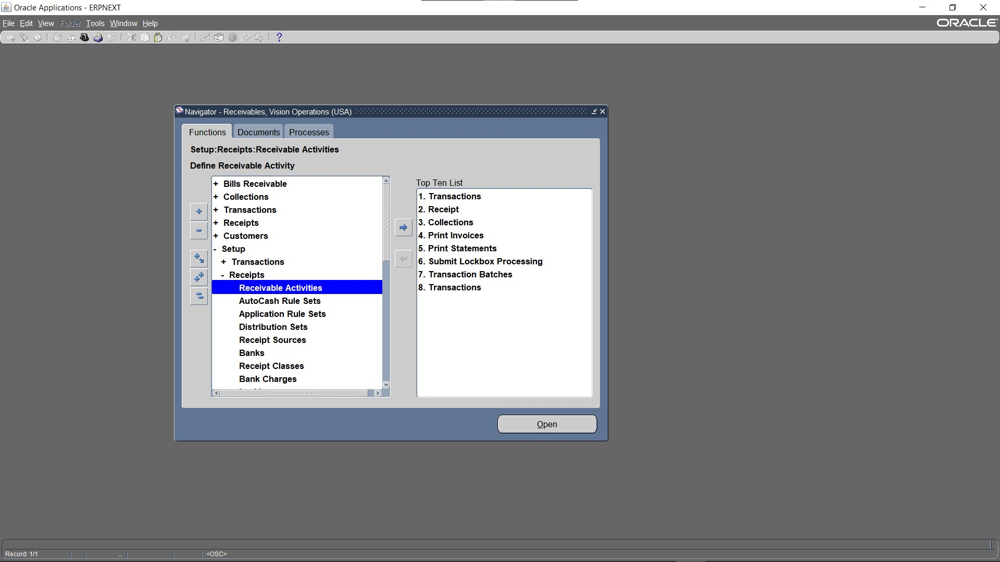 Oracle Applications - ERPNEXT
File Edit View Folder Tools Window Help
ORACLE
Navigator - Receivables, Vision Operations (USA)
Functions Documents Processes
Setup:Receipts:Receivable Activities
Define Receivable Activity
+ Bills Receivable
+ Collections
+ Transactions
+ Receipts
+ Customers
- Setup
+ Transactions
- Receipts
Receivable Activities
AutoCash Rule Sets
Application Rule Sets
Distribution Sets
Receipt Sources
Banks
Receipt Classes
Bank Charges
Top Ten List
1. Transactions
2. Receipt
3. Collections
4. Print Invoices
5. Print Statements
6. Submit Lockbox Processing
7. Transaction Batches
8. Transactions
Open
Record: 1/1 ... <OSC>